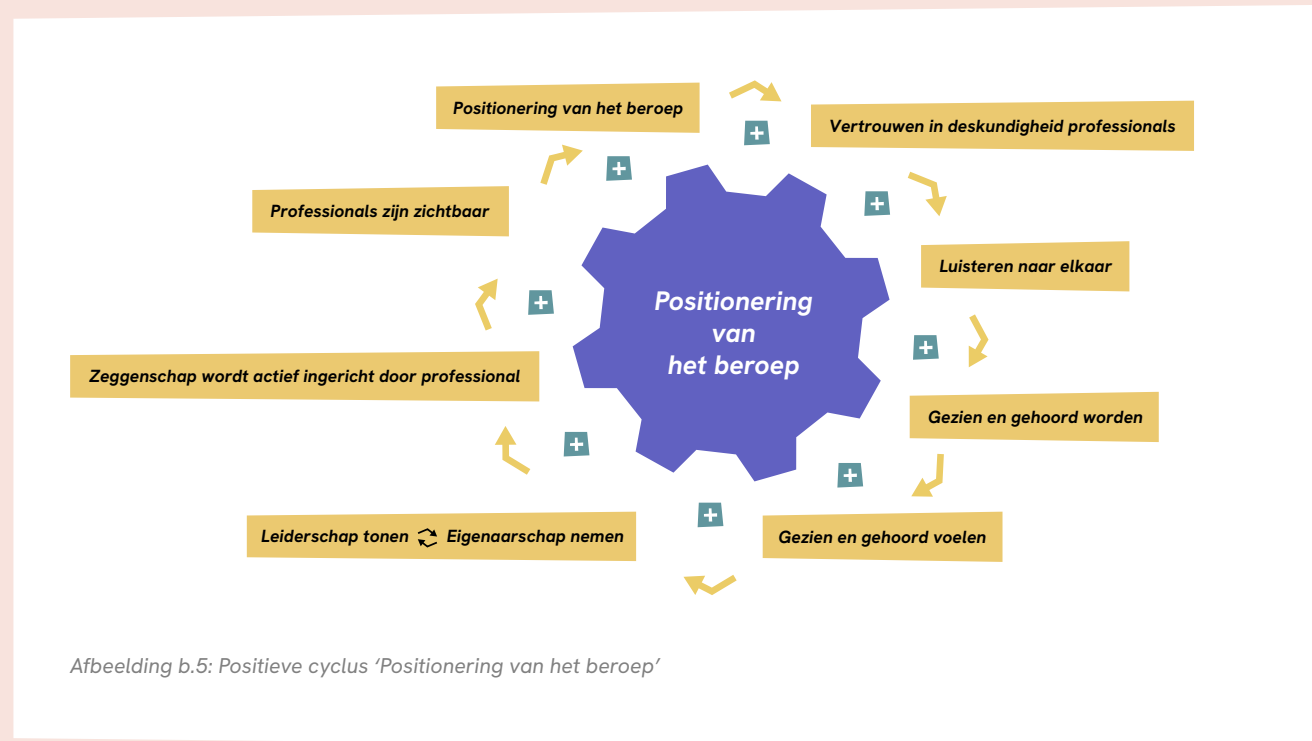 Positionering van het beroep
Vertrouwen in deskundigheid professionals
Professionals zijn zichtbaar
Luisteren naar elkaar
Positionering
van
het beroep
Zeggenschap wordt actief ingericht door professional
Gezien en gehoord worden
Leiderschap tonen Eigenaarschap nemen
Gezien en gehoord voelen
Afbeelding b.5: Positieve cyclus ‘Positionering van het beroep’